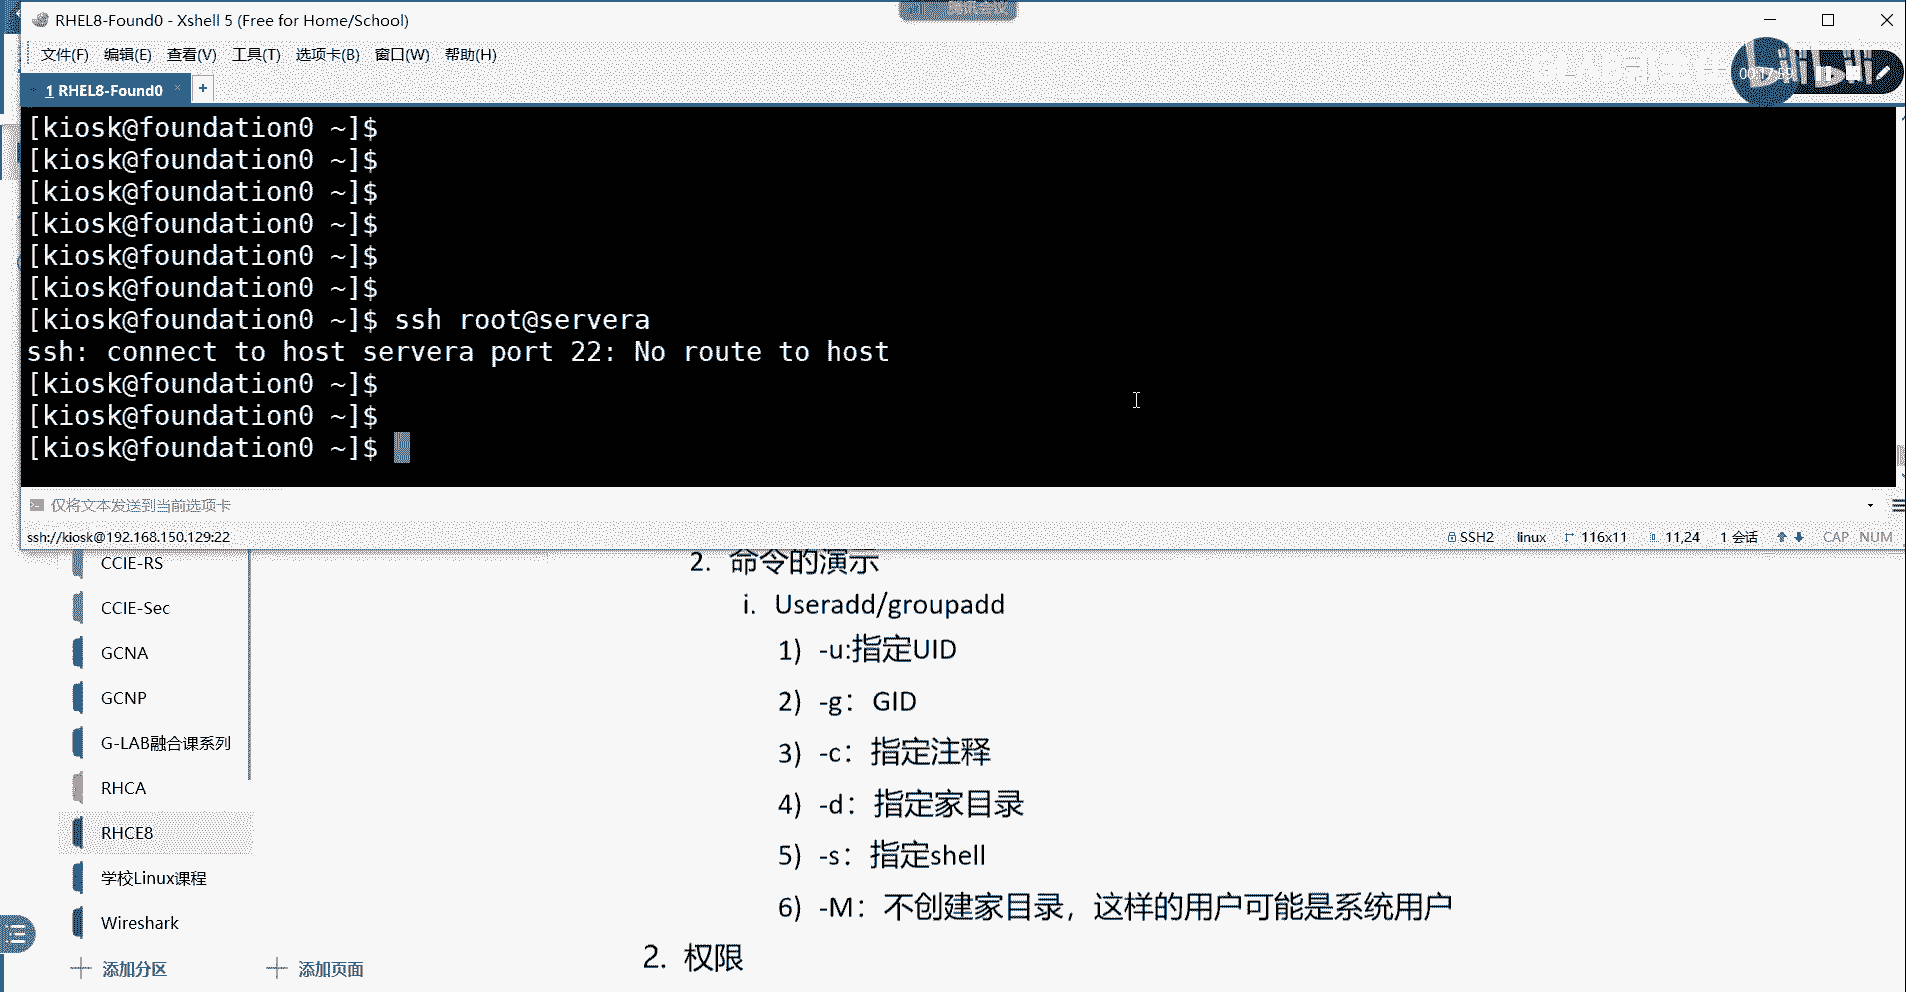 RHEL8-Found0 - Xshell 5 (Free for Home/School)
腾讯会议
文件(F) 编辑(E) 查看(V) 工具(T) 选项卡(B) 窗口(W) 帮助(H)
1 RHEL8-Found0 × +
[kiosk@foundation0 ~]$
[kiosk@foundation0 ~]$
[kiosk@foundation0 ~]$
[kiosk@foundation0 ~]$
[kiosk@foundation0 ~]$
[kiosk@foundation0 ~]$
[kiosk@foundation0 ~]$ ssh root@servera
ssh: connect to host servera port 22: No route to host
[kiosk@foundation0 ~]$
[kiosk@foundation0 ~]$
[kiosk@foundation0 ~]$
仅将文本发送到当前选项卡
ssh://kiosk@192.168.150.129:22 SSH2 linux 116x11 11,24 1 会话 CAP NUM
CCIE-RS
CCIE-Sec
GCNA
GCNP
G-LAB融合课系列
RHCA
RHCE8
学校Linux课程
Wireshark
添加分区 添加页面
2. 命令的演示
i. Useradd/groupadd
1) -u:指定UID
2) -g：GID
3) -c：指定注释
4) -d：指定家目录
5) -s：指定shell
6) -M：不创建家目录，这样的用户可能是系统用户
2. 权限